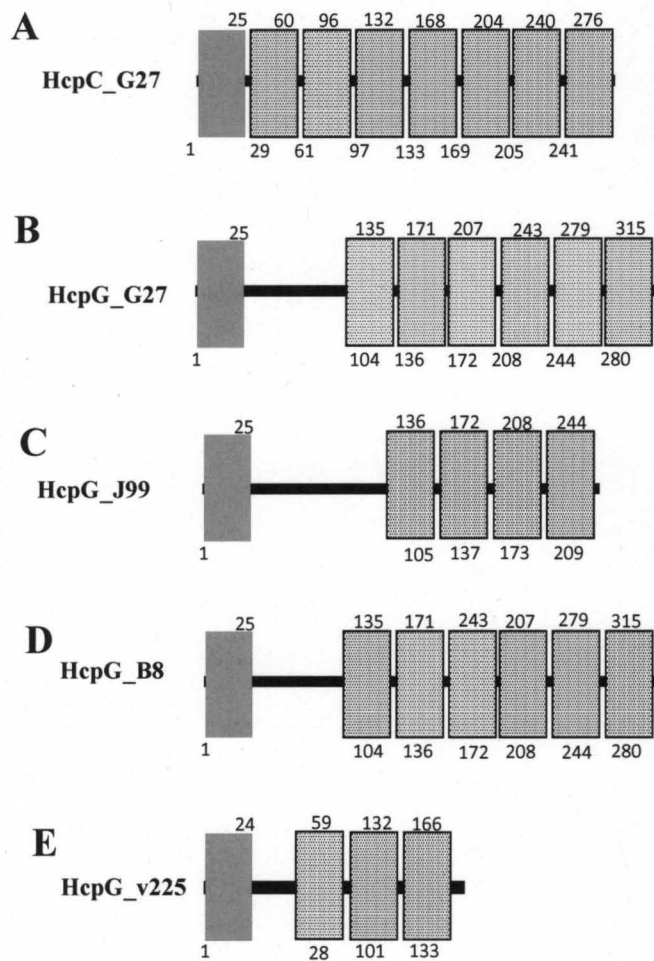 A
25 60 96 132 168 204 240 276
HcpC_G27
1 29 61 97 133 169 205 241
B
25 135 171 207 243 279 315
HcpG_G27
1 104 136 172 208 244 280
C
25 136 172 208 244
HcpG_J99
1 105 137 173 209
D
25 135 171 243 207 279 315
HcpG_B8
1 104 136 172 208 244 280
E
24 59 132 166
HcpG_v225
1 28 101 133